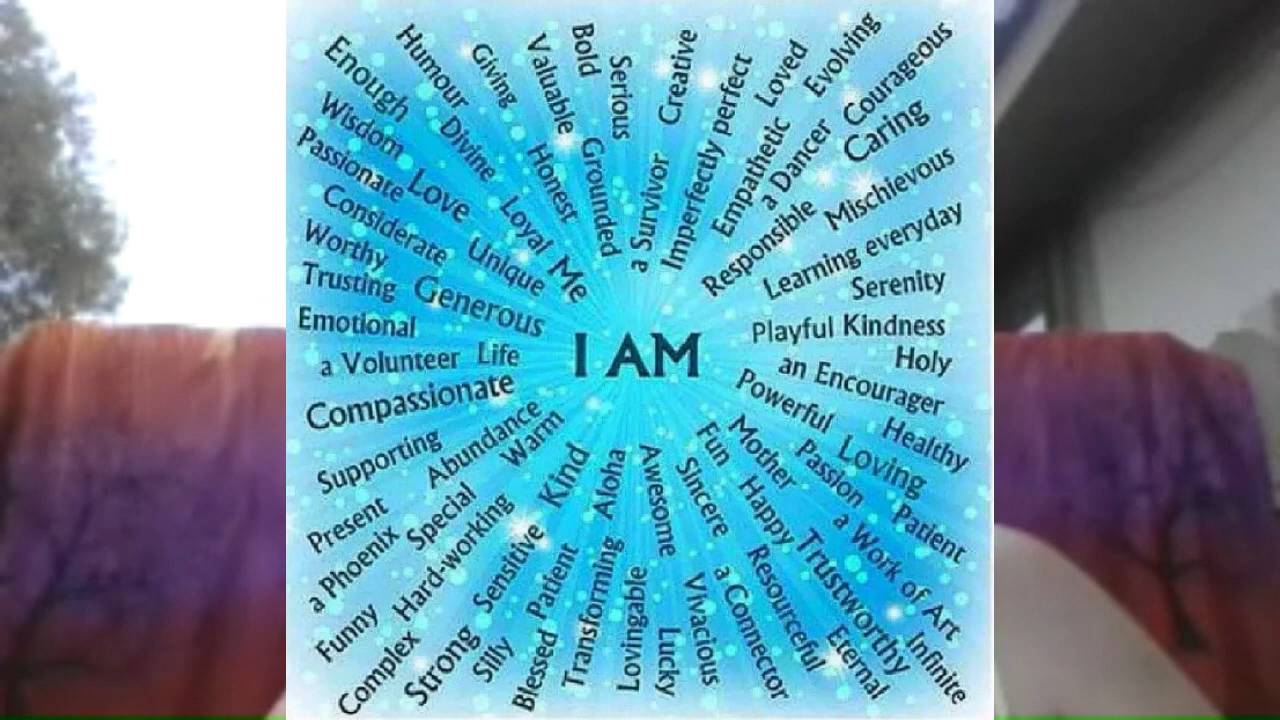 I AM
Enough
Humour
Giving
Valuable
Bold
Serious
Creative
Imperfectly perfect
Loved
Evolving
Courageous
Wisdom
Divine
Honest
Grounded
a Survivor
Empathetic
a Dancer
Caring
Passionate
Love
Loyal
Me
Responsible
Mischievous
Considerate
Unique
Learning everyday
Worthy
Generous
Serenity
Trusting
Playful Kindness
Emotional
Holy
a Volunteer Life
an Encourager
Compassionate
Powerful
Healthy
Supporting
Abundance
Warm
Kind
Aloha
Awesome
Sincere
Fun
Mother
Passion
Loving
Patient
Present
Special
Happy
a Work of Art
a Phoenix
Hard-working
Sensitive
Patient
Transforming
Lovingable
Lucky
Vivacious
a Connector
Resourceful
Trustworthy
Infinite
Funny
Complex
Strong
Silly
Blessed
Eternal